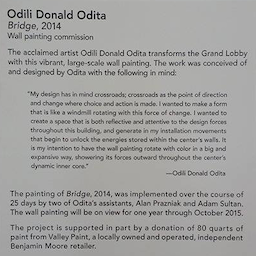 Odili Donald Odita
Bridge, 2014
Wall painting commission
The acclaimed artist Odili Donald Odita transforms the Grand Lobby
with this vibrant, large-scale wall painting. The work was conceived of
and designed by Odita with the following in mind:
"My design has in mind crossroads; crossroads as the point of direction
and change where choice and action is made. I wanted to make a form
that is like a windmill rotating with this force of change. I wanted to
create a space that is both reflective and attentive to the design forces
throughout this building, and generate in my installation movements
that begin to unlock the energies stored within the center's walls. It
is my intention to have the wall painting rotate with color in a big and
expansive way, showering its forces outward throughout the center's
dynamic inner core."
—Odili Donald Odita
The painting of Bridge, 2014, was implemented over the course of
25 days by two of Odita's assistants, Alan Prazniak and Adam Sultan.
The wall painting will be on view for one year through October 2015.
The project is supported in part by a donation of 80 quarts of
paint from Valley Paint, a locally owned and operated, independent
Benjamin Moore retailer.